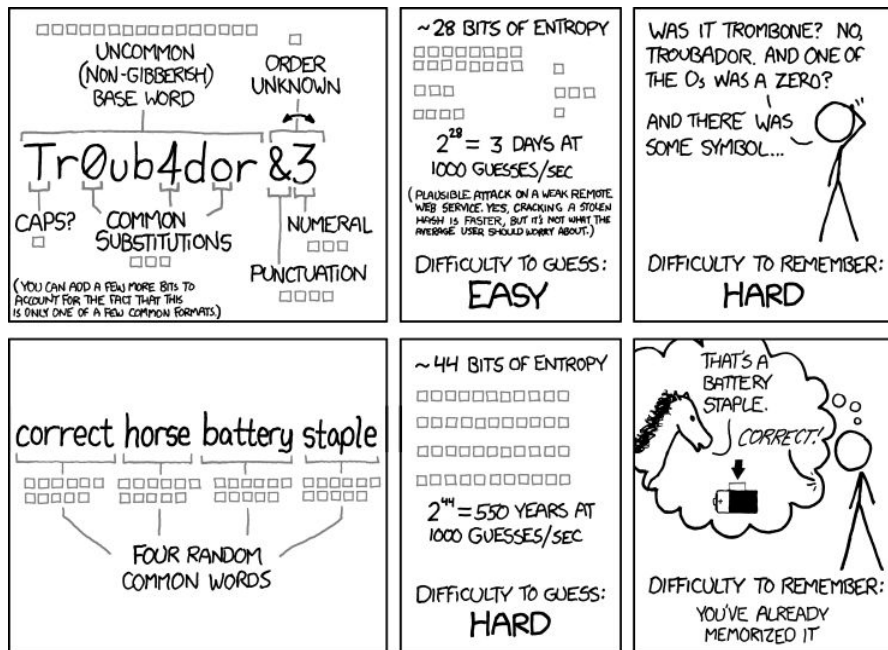 UNCOMMON
(NON-GIBBERISH)
BASE WORD
ORDER
UNKNOWN
Tr0ub4dor &3
CAPS?
COMMON
SUBSTITUTIONS
NUMERAL
PUNCTUATION
(YOU CAN ADD A FEW MORE BITS TO
ACCOUNT FOR THE FACT THAT THIS
IS ONLY ONE OF A FEW COMMON FORMATS.)
~28 BITS OF ENTROPY
2^28 = 3 DAYS AT
1000 GUESSES/SEC
(PLAUSIBLE ATTACK ON A WEAK REMOTE
WEB SERVICE. YES, CRACKING A STOLEN
HASH IS FASTER, BUT IT'S NOT WHAT THE
AVERAGE USER SHOULD WORRY ABOUT.)
DIFFICULTY TO GUESS:
EASY
WAS IT TROMBONE? NO,
TROUBADOR. AND ONE OF
THE Os WAS A ZERO?
AND THERE WAS
SOME SYMBOL...
DIFFICULTY TO REMEMBER:
HARD
correct horse battery staple
FOUR RANDOM
COMMON WORDS
~44 BITS OF ENTROPY
2^44 = 550 YEARS AT
1000 GUESSES/SEC
DIFFICULTY TO GUESS:
HARD
THAT'S A
BATTERY
STAPLE.
CORRECT!
DIFFICULTY TO REMEMBER:
YOU'VE ALREADY
MEMORIZED IT